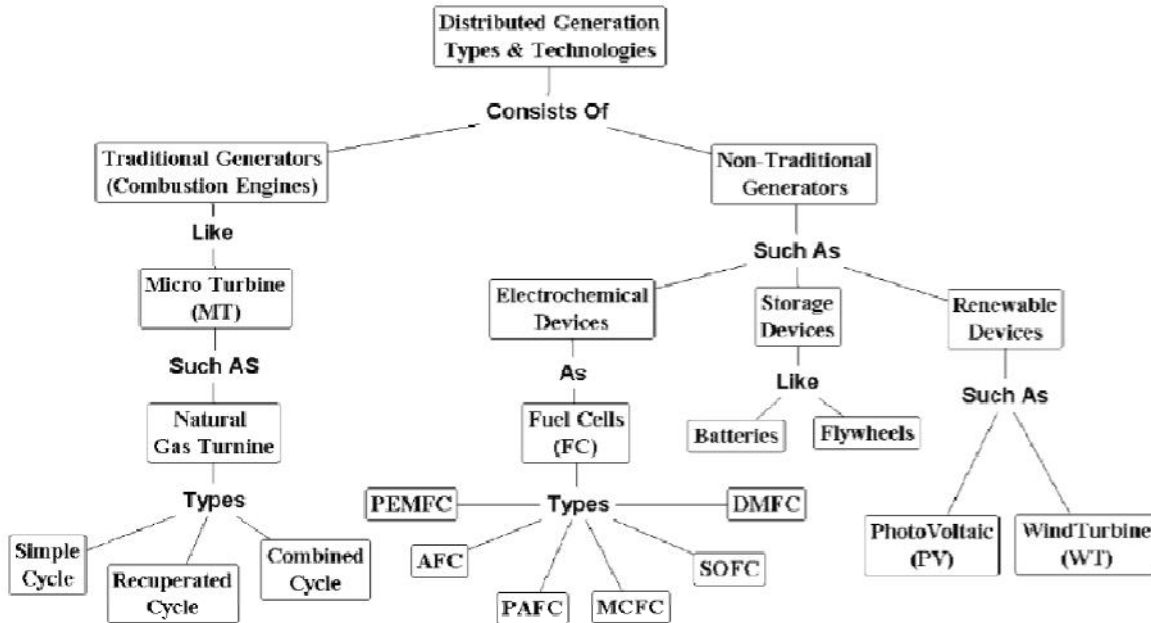 Distributed Generation
Types & Technologies
Consists Of
Traditional Generators
(Combustion Engines)
Non-Traditional
Generators
Like
Such As
Micro Turbine
(MT)
Electrochemical
Devices
Storage
Devices
Renewable
Devices
Such AS
As
Like
Such As
Natural
Gas Turnine
Fuel Cells
(FC)
Batteries
Flywheels
Types
Types
PEMFC
DMFC
PhotoVoltaic
(PV)
WindTurbine
(WT)
Simple
Cycle
Recuperated
Cycle
Combined
Cycle
AFC
PAFC
MCFC
SOFC